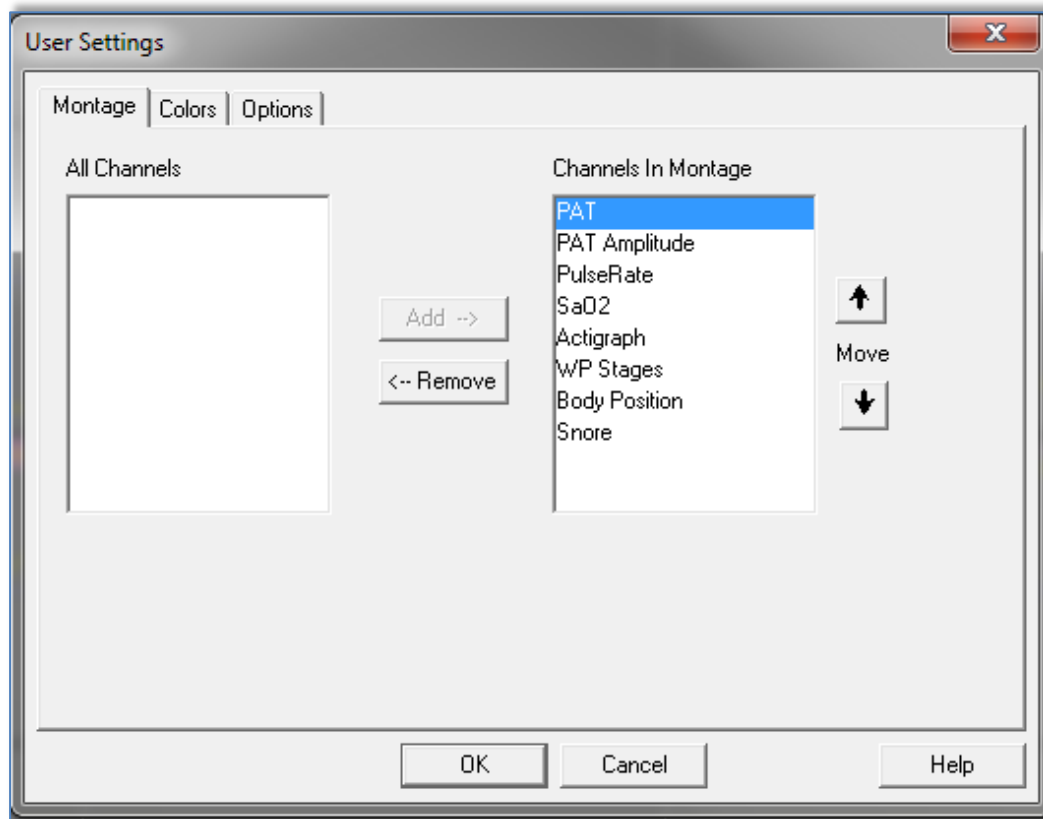 User Settings
Montage Colors Options
All Channels
Channels In Montage
PAT
PAT Amplitude
PulseRate
SaO2
Actigraph
WP Stages
Body Position
Snore
Add -->
<-- Remove
Move
OK Cancel Help